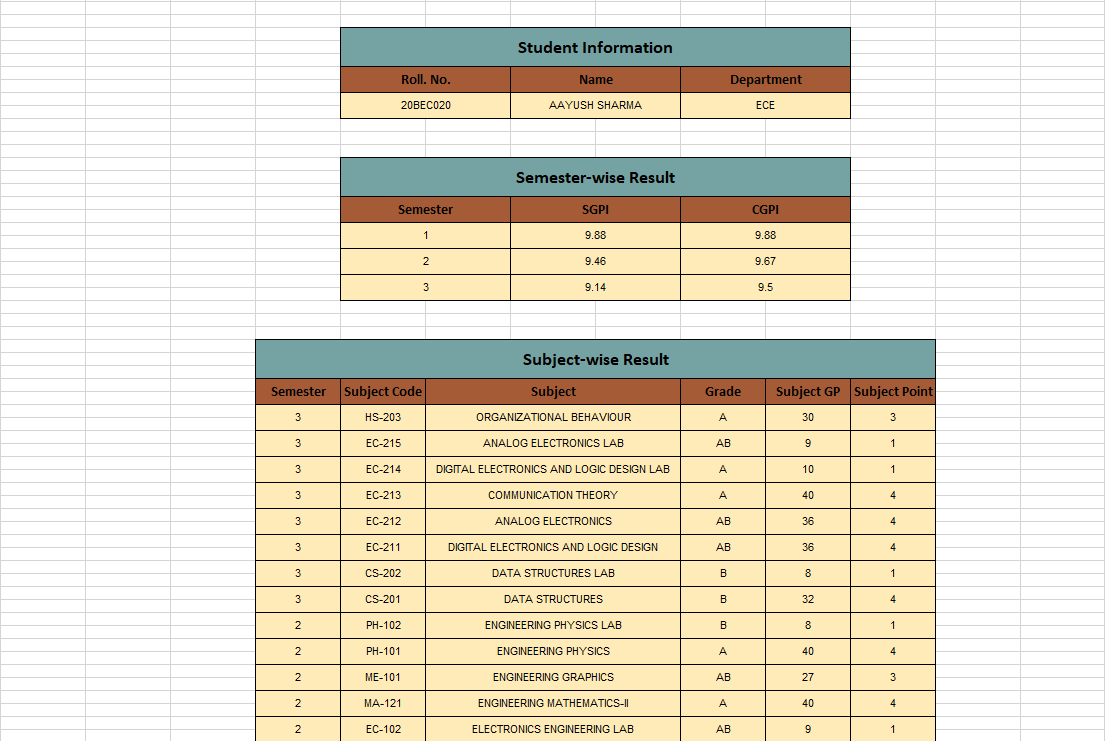 Student Information
Roll. No. Name Department
20BEC020 AAYUSH SHARMA ECE
Semester-wise Result
Semester SGPI CGPI
1 9.88 9.88
2 9.46 9.67
3 9.14 9.5
Subject-wise Result
Semester Subject Code Subject Grade Subject GP Subject Point
3 HS-203 ORGANIZATIONAL BEHAVIOUR A 30 3
3 EC-215 ANALOG ELECTRONICS LAB AB 9 1
3 EC-214 DIGITAL ELECTRONICS AND LOGIC DESIGN LAB A 10 1
3 EC-213 COMMUNICATION THEORY A 40 4
3 EC-212 ANALOG ELECTRONICS AB 36 4
3 EC-211 DIGITAL ELECTRONICS AND LOGIC DESIGN AB 36 4
3 CS-202 DATA STRUCTURES LAB B 8 1
3 CS-201 DATA STRUCTURES B 32 4
2 PH-102 ENGINEERING PHYSICS LAB B 8 1
2 PH-101 ENGINEERING PHYSICS A 40 4
2 ME-101 ENGINEERING GRAPHICS AB 27 3
2 MA-121 ENGINEERING MATHEMATICS-II A 40 4
2 EC-102 ELECTRONICS ENGINEERING LAB AB 9 1